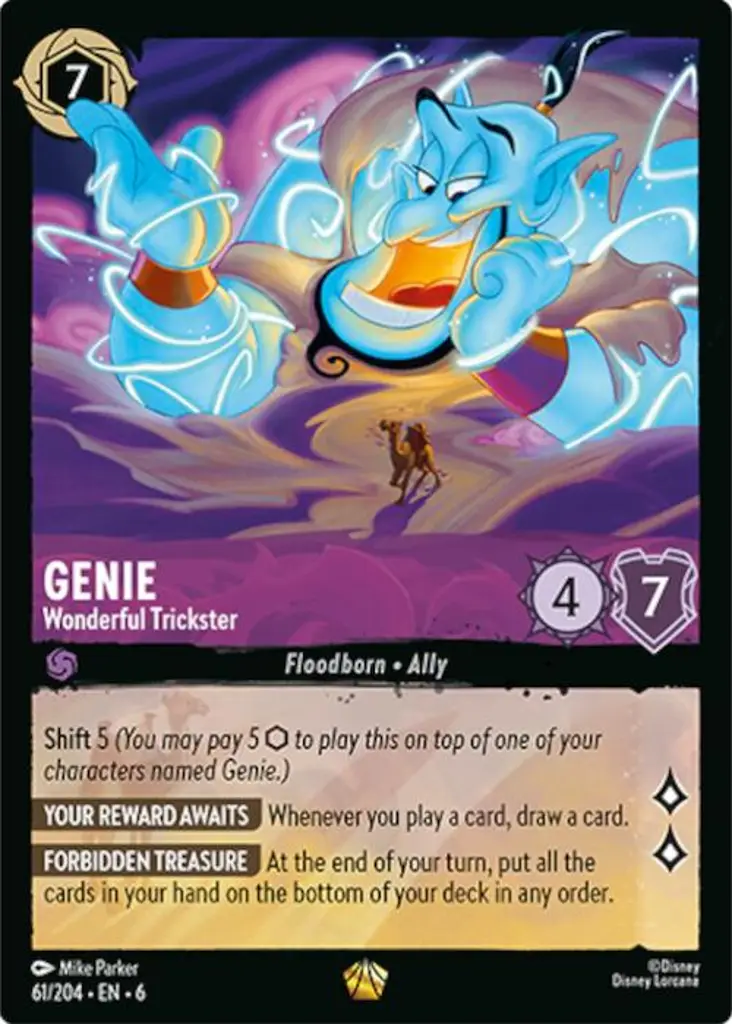 7
GENIE
Wonderful Trickster
4
7
Floodborn • Ally
Shift 5 (You may pay 5 ⬡ to play this on top of one of your
characters named Genie.)
YOUR REWARD AWAITS Whenever you play a card, draw a card.
FORBIDDEN TREASURE At the end of your turn, put all the
cards in your hand on the bottom of your deck in any order.
Mike Parker
©Disney
61/204 • EN • 6
Disney Lorcana